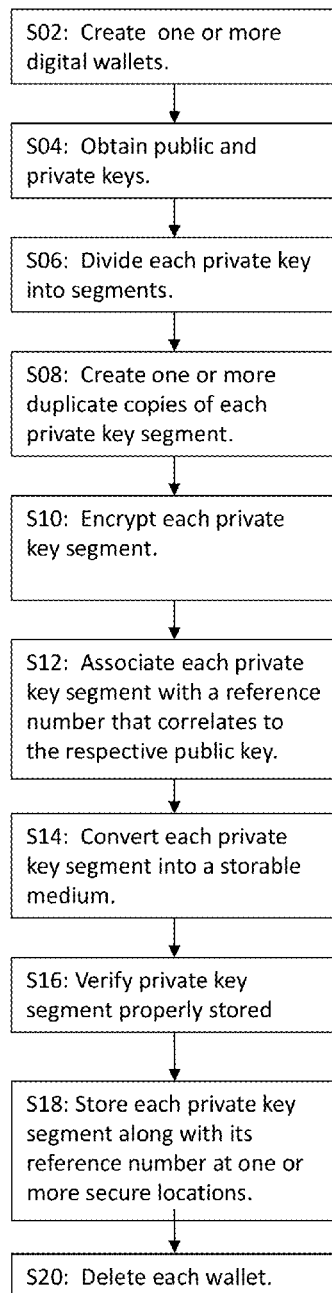 S02: Create one or more
digital wallets.
S04: Obtain public and
private keys.
S06: Divide each private key
into segments.
S08: Create one or more
duplicate copies of each
private key segment.
S10: Encrypt each private
key segment.
S12: Associate each private
key segment with a reference
number that correlates to
the respective public key.
S14: Convert each private
key segment into a storable
medium.
S16: Verify private key
segment properly stored
S18: Store each private key
segment along with its
reference number at one or
more secure locations.
S20: Delete each wallet.